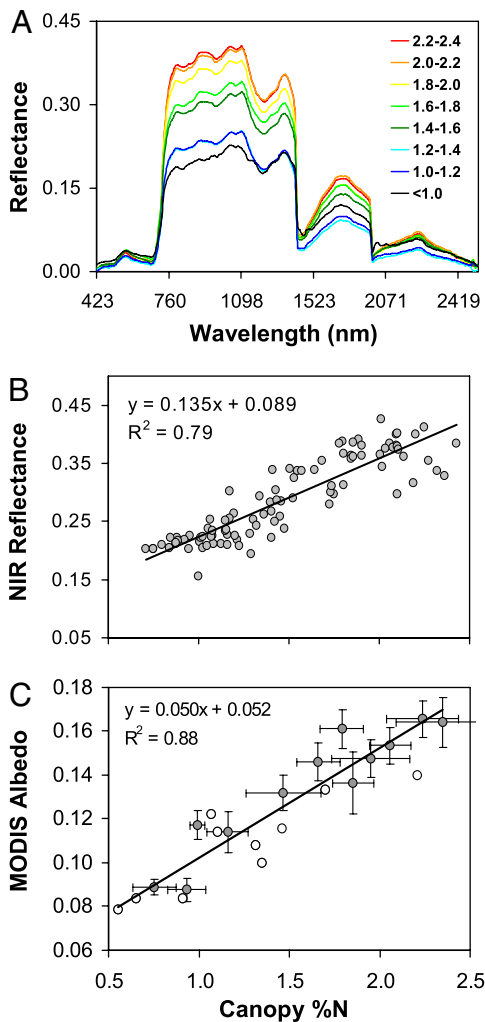 A
0.45
0.30
0.15
0.00
Reflectance
2.2-2.4
2.0-2.2
1.8-2.0
1.6-1.8
1.4-1.6
1.2-1.4
1.0-1.2
<1.0
423 760 1098 1523 2071 2419
Wavelength (nm)
B
y = 0.135x + 0.089
R² = 0.79
0.45
0.35
0.25
0.15
0.05
NIR Reflectance
C
y = 0.050x + 0.052
R² = 0.88
0.18
0.16
0.14
0.12
0.10
0.08
0.06
MODIS Albedo
0.5 1.0 1.5 2.0 2.5
Canopy %N